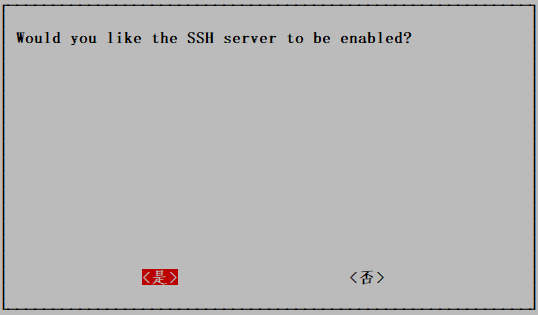 Would you like the SSH server to be enabled?
<是> <否>